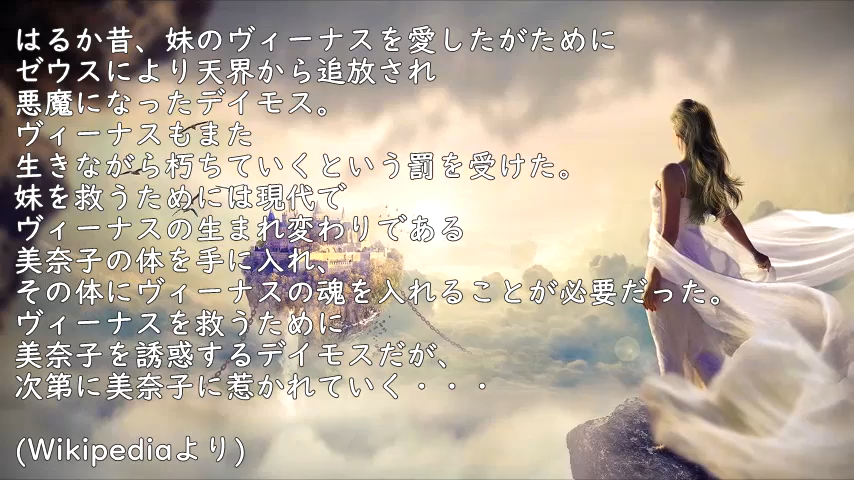 はるか昔、妹のヴィーナスを愛したがために
ゼウスにより天界から追放され
悪魔になったデイモス。
ヴィーナスもまた
生きながら朽ちていくという罰を受けた。
妹を救うためには現代で
ヴィーナスの生まれ変わりである
美奈子の体を手に入れ、
その体にヴィーナスの魂を入れることが必要だった。
ヴィーナスを救うために
美奈子を誘惑するデイモスだが、
次第に美奈子に惹かれていく・・・
(Wikipediaより)